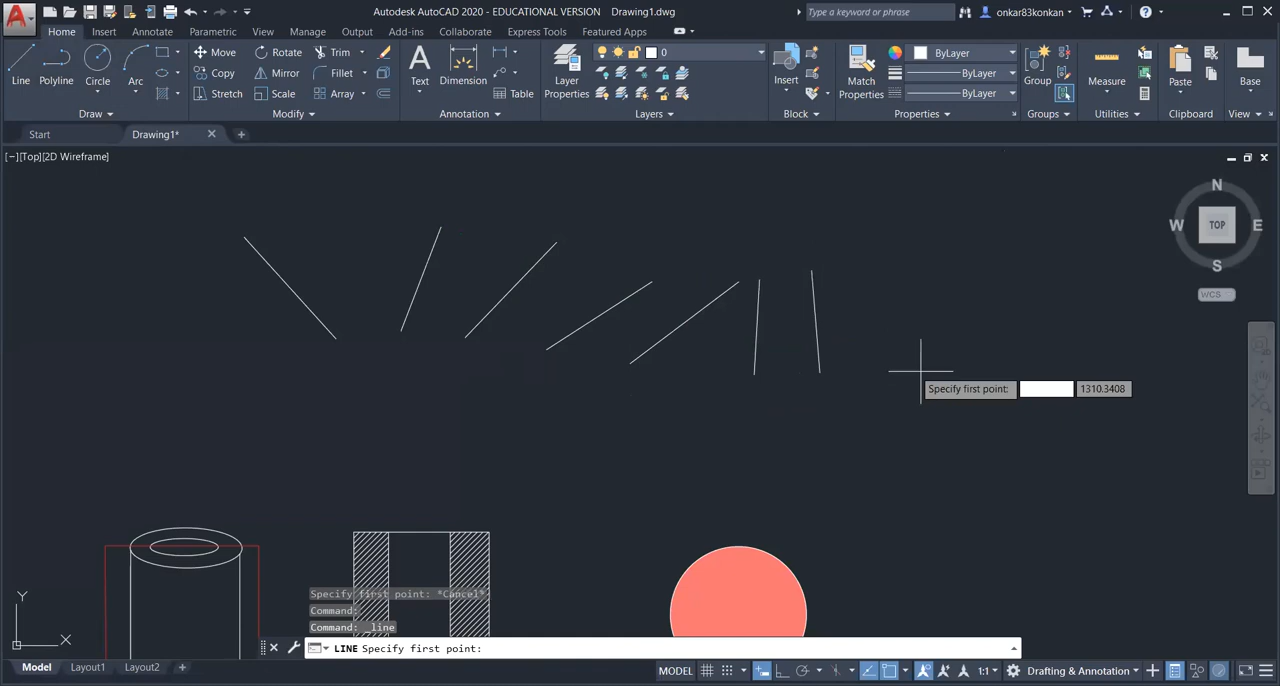 Autodesk AutoCAD 2020 - EDUCATIONAL VERSION Drawing1.dwg
Type a keyword or phrase
onkar83konkan
Home Insert Annotate Parametric View Manage Output Add-ins Collaborate Express Tools Featured Apps
Line Polyline Circle Arc
Move Rotate Trim
Copy Mirror Fillet
Stretch Scale Array
Text Dimension Table
Layer Properties
0
Insert
Match Properties
ByLayer
ByLayer
ByLayer
Group
Measure
Paste
Base
Draw Modify Annotation Layers Block Properties Groups Utilities Clipboard View
Start Drawing1*
[−][Top][2D Wireframe]
N
W TOP E
S
WCS
Specify first point: 1310.3408
Specify first point: *Cancel*
Command:
Command: _line
LINE Specify first point:
Y
X
Model Layout1 Layout2 +
MODEL 1:1 Drafting & Annotation